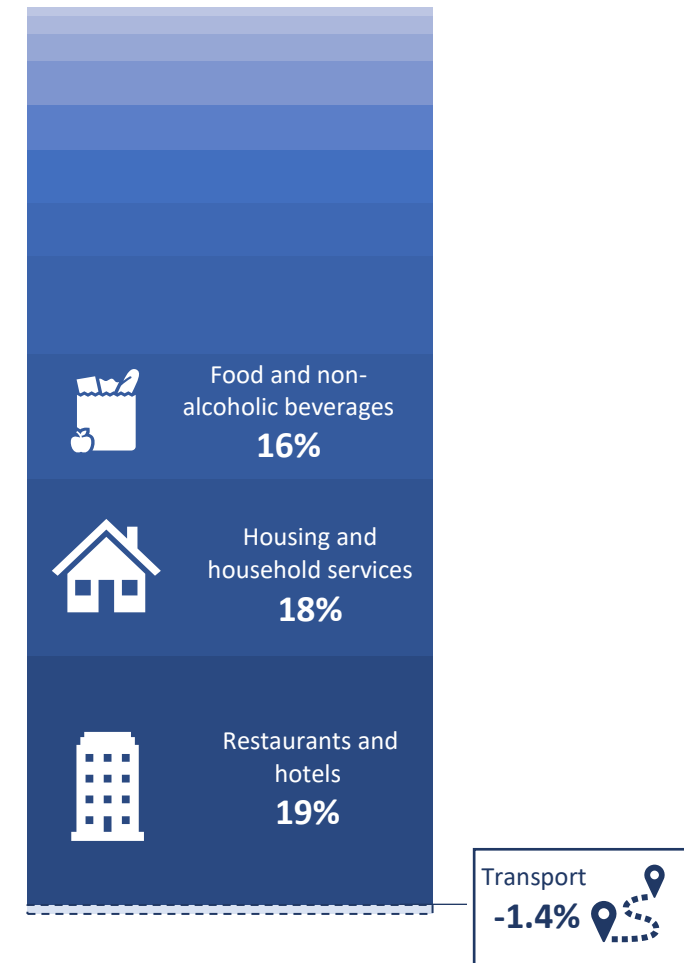 Food and non-
alcoholic beverages
16%
Housing and
household services
18%
Restaurants and
hotels
19%
Transport
-1.4%